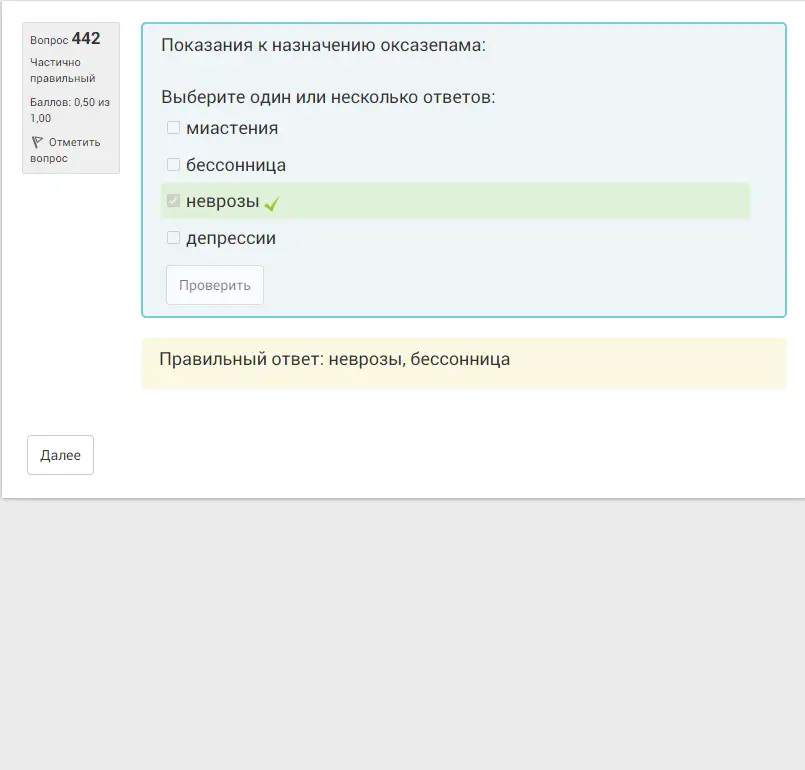 Вопрос 442
Частично
правильный
Баллов: 0,50 из
1,00
Отметить
вопрос
Показания к назначению оксазепама:
Выберите один или несколько ответов:
миастения
бессонница
неврозы
депрессии
Проверить
Правильный ответ: неврозы, бессонница
Далее